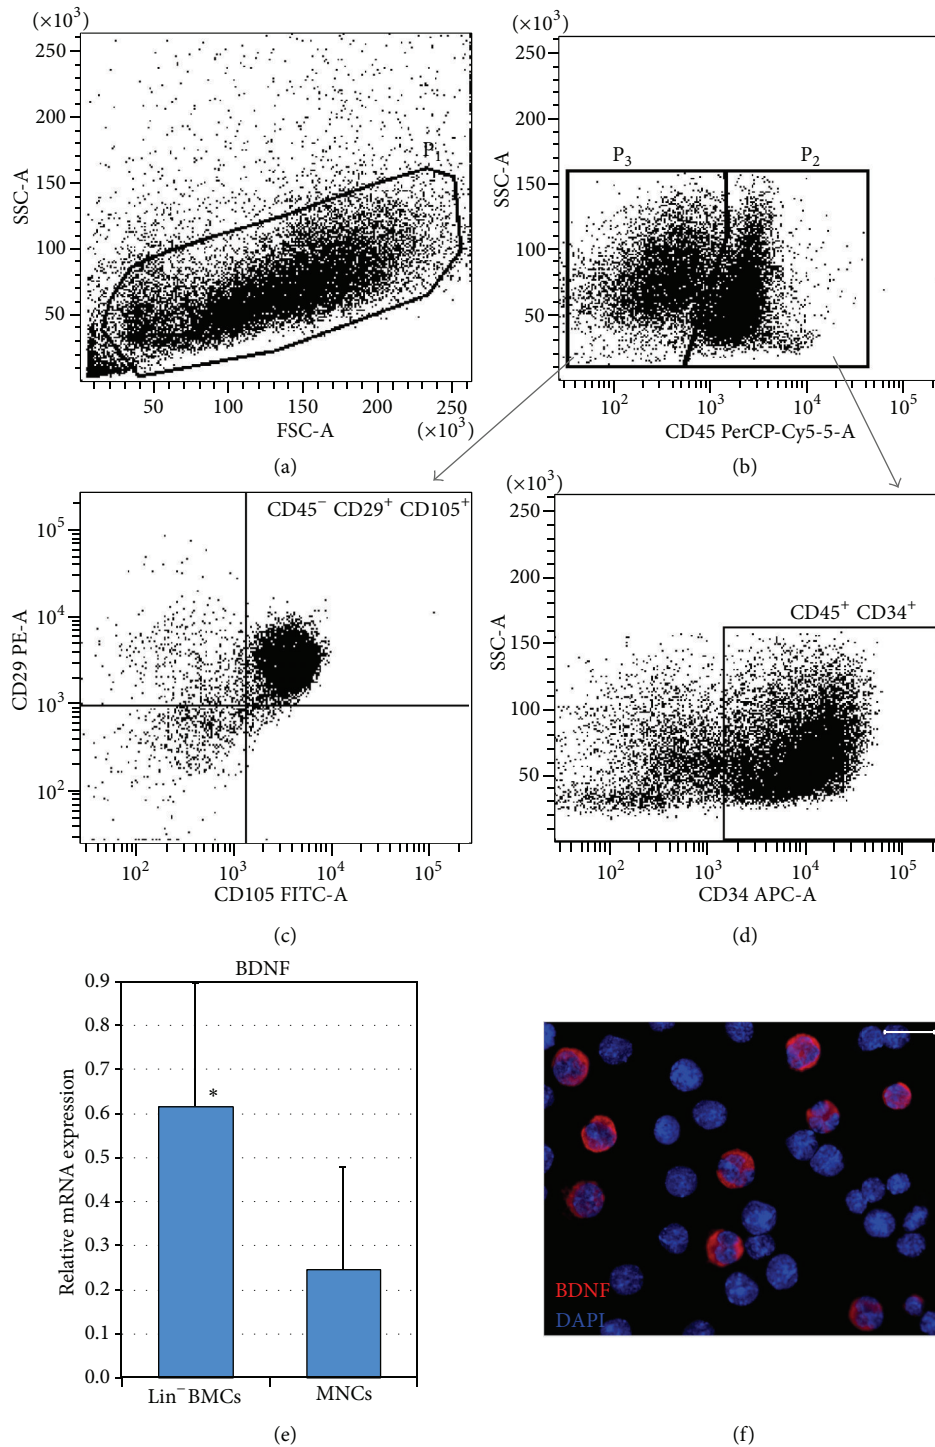 (×10³)
250
200
150
100
50
SSC-A
P₁
50 100 150 200 250
FSC-A (×10³)
(a)
(×10³)
250
200
150
100
50
SSC-A
P₃ P₂
10² 10³ 10⁴ 10⁵
CD45 PerCP-Cy5-5-A
(b)
CD45⁻ CD29⁺ CD105⁺
10⁵
10⁴
10³
10²
CD29 PE-A
10² 10³ 10⁴ 10⁵
CD105 FITC-A
(c)
(×10³)
250
200
150
100
50
SSC-A
CD45⁺ CD34⁺
10² 10³ 10⁴ 10⁵
CD34 APC-A
(d)
BDNF
0.9
0.8
0.7
0.6
0.5
0.4
0.3
0.2
0.1
0.0
Relative mRNA expression
*
Lin⁻BMCs MNCs
(e)
BDNF
DAPI
(f)